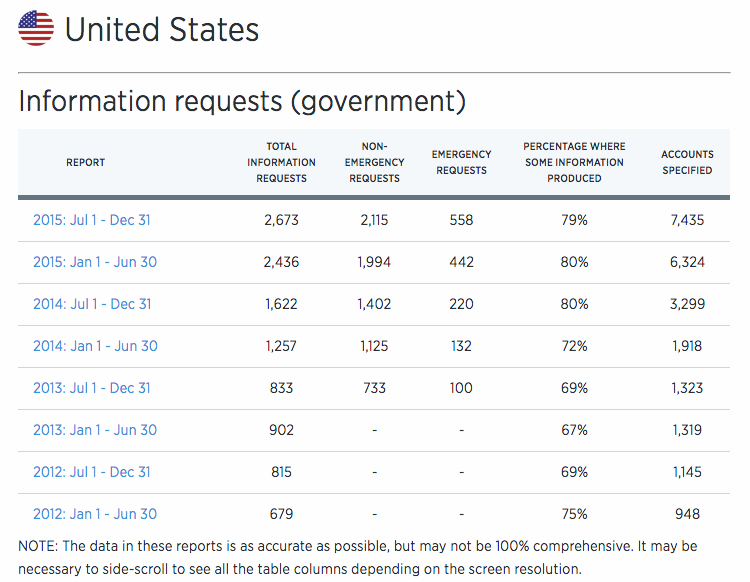 United States
Information requests (government)
REPORT TOTAL INFORMATION REQUESTS NON-EMERGENCY REQUESTS EMERGENCY REQUESTS PERCENTAGE WHERE SOME INFORMATION PRODUCED ACCOUNTS SPECIFIED
2015: Jul 1 - Dec 31 2,673 2,115 558 79% 7,435
2015: Jan 1 - Jun 30 2,436 1,994 442 80% 6,324
2014: Jul 1 - Dec 31 1,622 1,402 220 80% 3,299
2014: Jan 1 - Jun 30 1,257 1,125 132 72% 1,918
2013: Jul 1 - Dec 31 833 733 100 69% 1,323
2013: Jan 1 - Jun 30 902 - - 67% 1,319
2012: Jul 1 - Dec 31 815 - - 69% 1,145
2012: Jan 1 - Jun 30 679 - - 75% 948
NOTE: The data in these reports is as accurate as possible, but may not be 100% comprehensive. It may be
necessary to side-scroll to see all the table columns depending on the screen resolution.